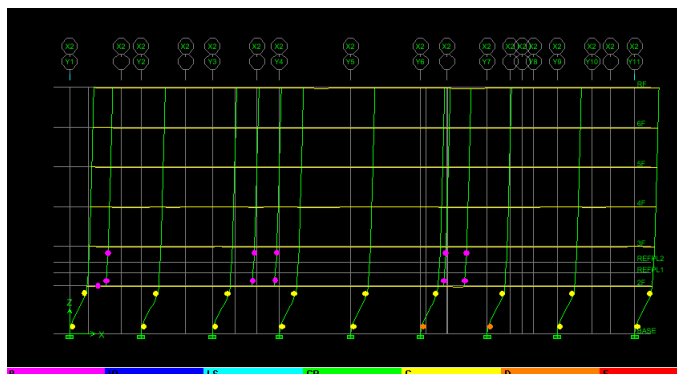 X2 X2 X2 X2 X2 X2 X2 X2 X2 X2 X2 X2 X2 X2 X2 X2 X2
Y1 Y2 Y3 Y4 Y5 Y6 Y7 Y8 Y9 Y10 Y11
RF
6F
5F
4F
3F
REFPL2
REFPL1
2F
Z
X
BASE
B IO LS CP C D E